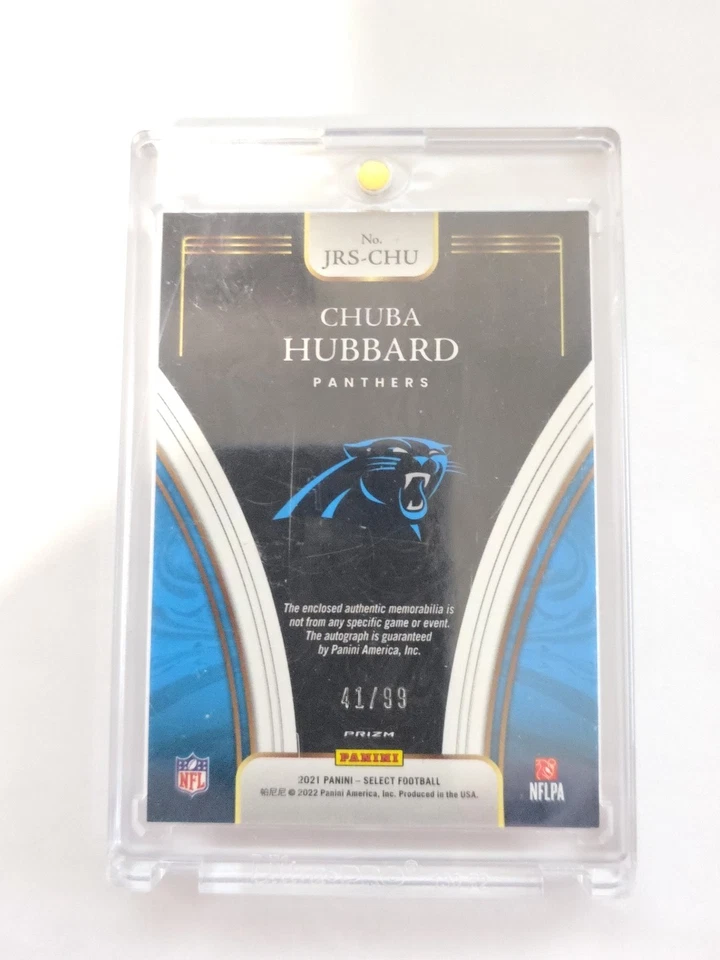 No.
JRS-CHU
CHUBA
HUBBARD
PANTHERS
The enclosed authentic memorabilia is
not from any specific game or event.
The autograph is guaranteed
by Panini America, Inc.
41/99
PRIZM
PANINI
2021 PANINI – SELECT FOOTBALL
帕尼尼 © 2022 Panini America, Inc. Produced in the USA.
NFL
NFLPA